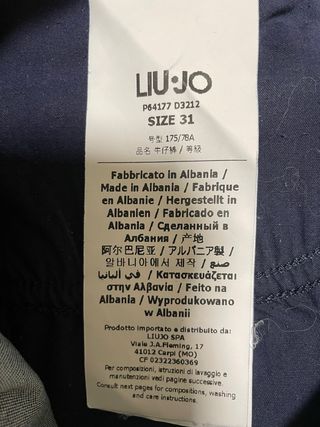 LIU·JO
P64177 D3212
SIZE 31
号型 175/78A
品名 牛仔裤 / 等级
Fabbricato in Albania /
Made in Albania / Fabrique
en Albanie / Hergestellt in
Albanien / Fabricado en
Albania / Сделанный в
Албания / 产地
阿尔巴尼亚 / アルバニア製 /
알바니아에서 제작 / صنع
في ألبانيا / Κατασκευάζεται
στην Αλβανία / Feito na
Albania / Wyprodukowano
w Albanii
Prodotto importato e distribuito da:
LIUJO SPA
Viale J.A.Fleming, 17
41012 Carpi (MO)
CF 02322360369
Per composizioni, istruzioni di lavaggio e
manutenzioni vedi pagine successive.
Consult next pages for compositions, washing
and care instructions.